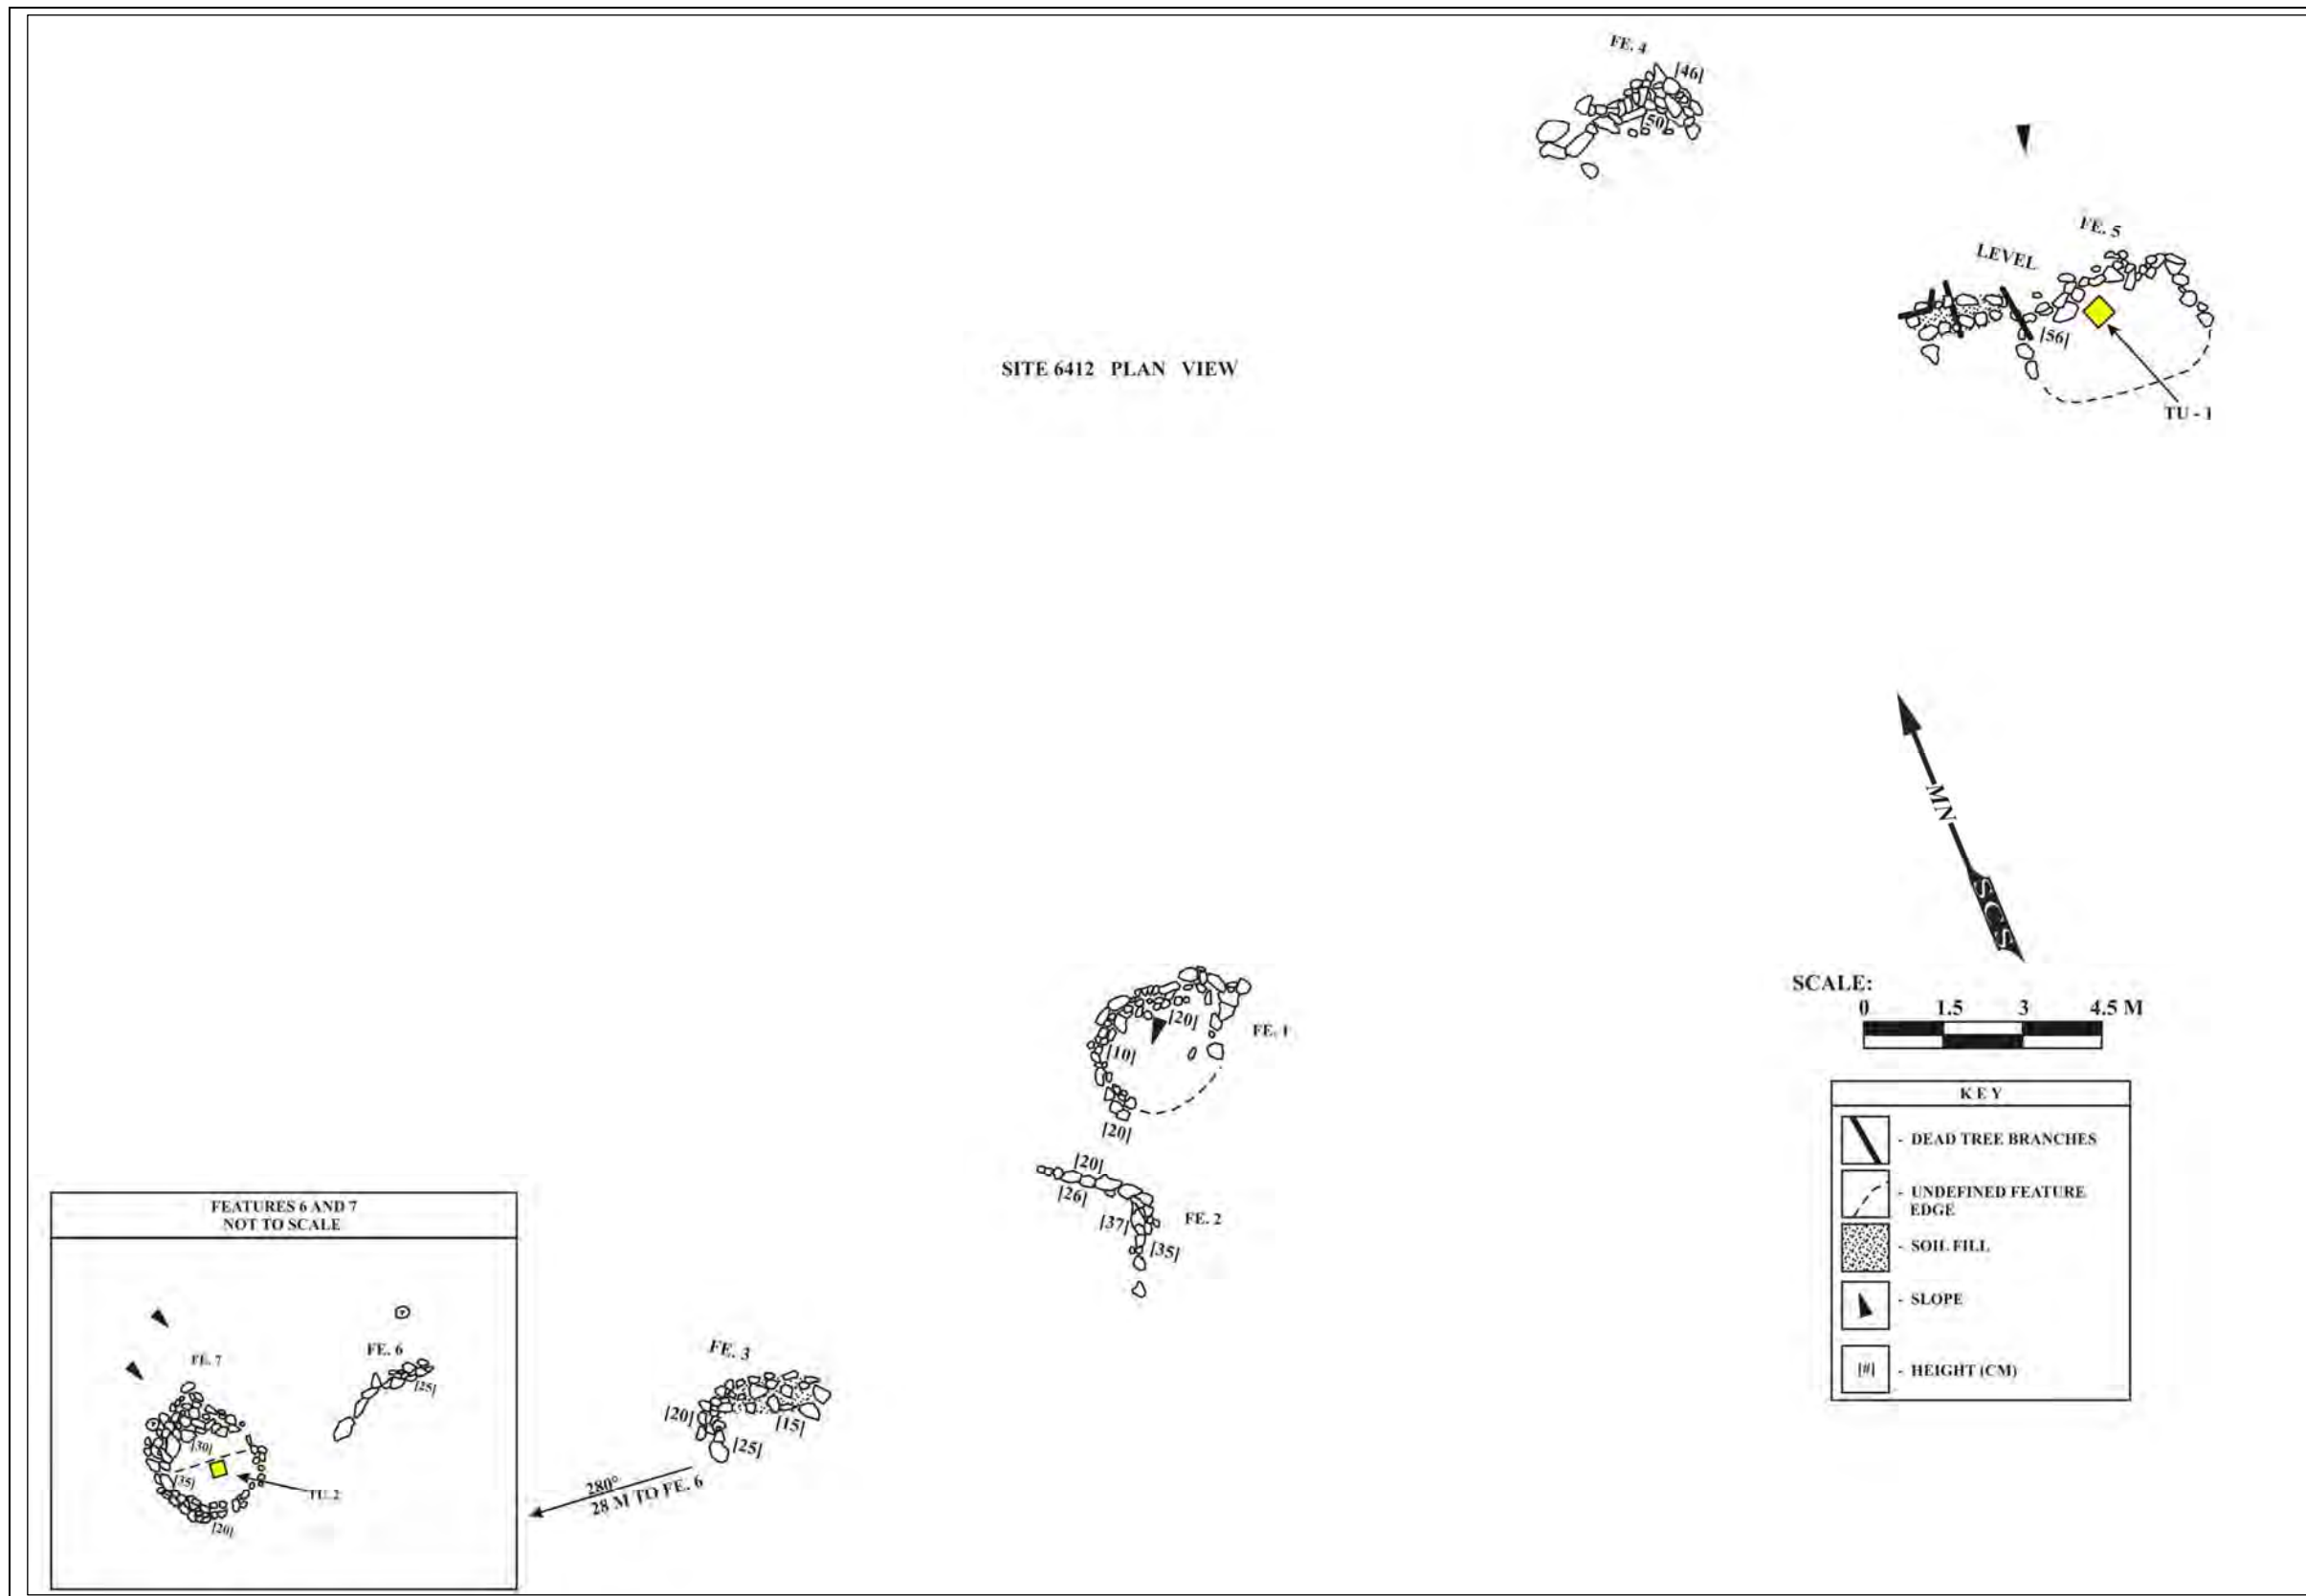 FE. 4
[46]
[50]
FE. 5
LEVEL
[56]
TU - 1
SITE 6412 PLAN VIEW
MN
SCS
SCALE:
0 1.5 3 4.5 M
KEY
- DEAD TREE BRANCHES
- UNDEFINED FEATURE
EDGE
- SOIL FILL
- SLOPE
[#] - HEIGHT (CM)
[20]
FE. 1
[10]
[20]
[20]
[26]
[37]
FE. 2
[35]
FE. 3
[20]
[15]
[25]
280°
28 M TO FE. 6
FEATURES 6 AND 7
NOT TO SCALE
FE. 7
FE. 6
[25]
[30]
[35]
TU 2
[20]